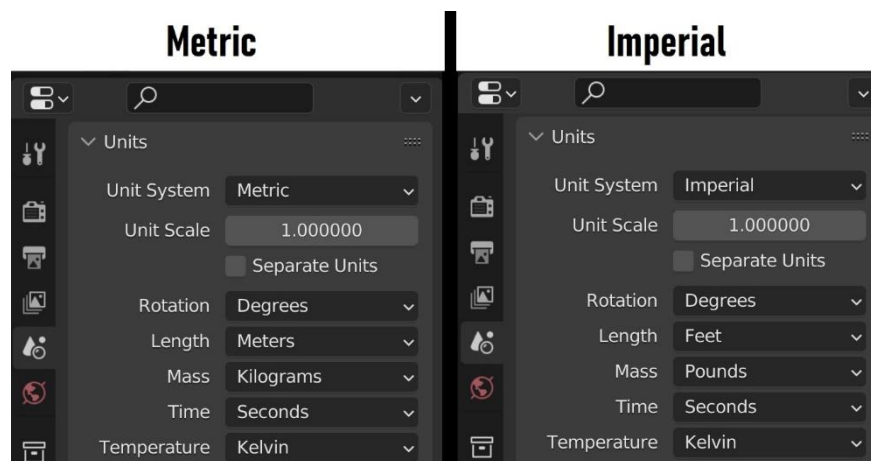 Metric
Units
Unit System Metric
Unit Scale 1.000000
Separate Units
Rotation Degrees
Length Meters
Mass Kilograms
Time Seconds
Temperature Kelvin
Imperial
Units
Unit System Imperial
Unit Scale 1.000000
Separate Units
Rotation Degrees
Length Feet
Mass Pounds
Time Seconds
Temperature Kelvin